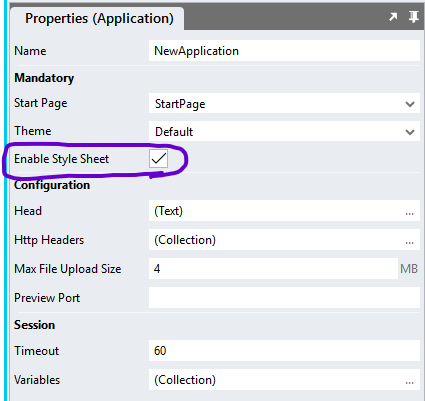 Properties (Application)
Name NewApplication
Mandatory
Start Page StartPage
Theme Default
Enable Style Sheet
Configuration
Head (Text) ...
Http Headers (Collection) ...
Max File Upload Size 4 MB
Preview Port
Session
Timeout 60
Variables (Collection) ...